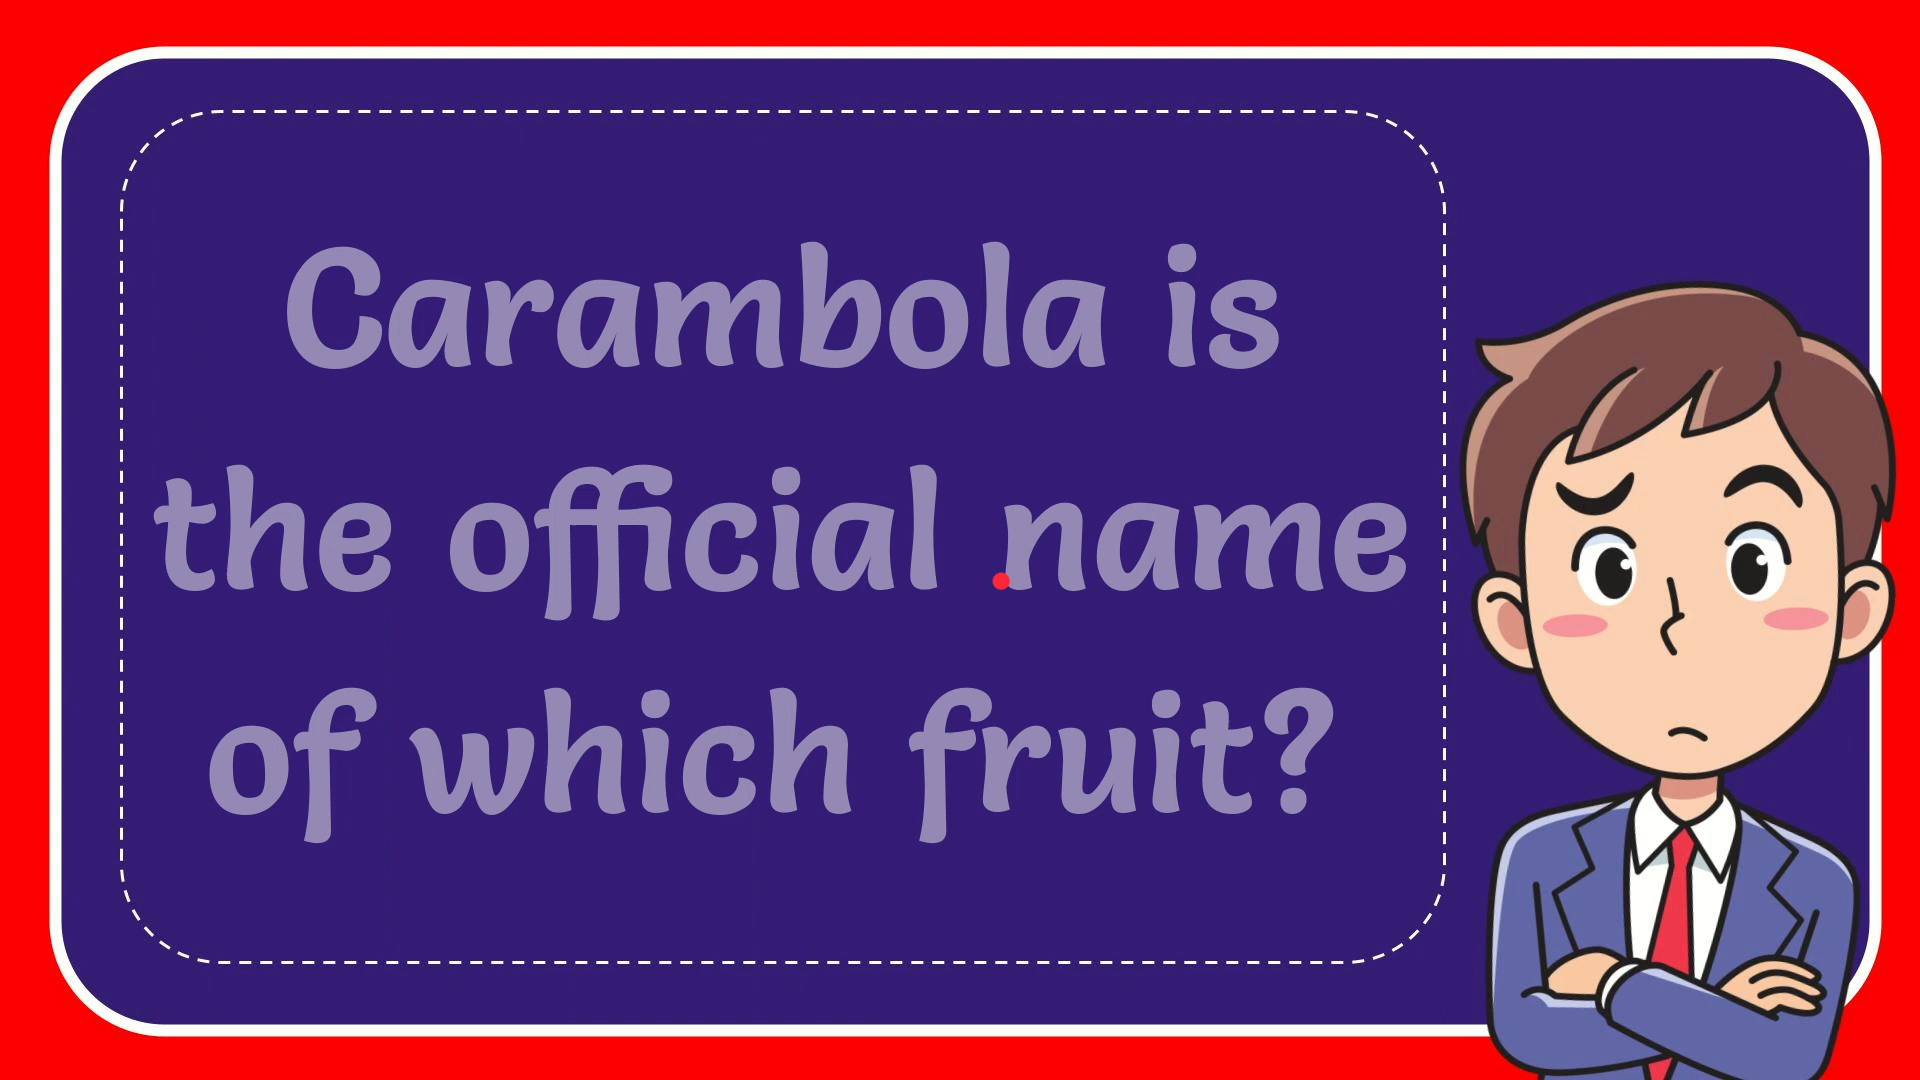 Carambola is
the official name
of which fruit?